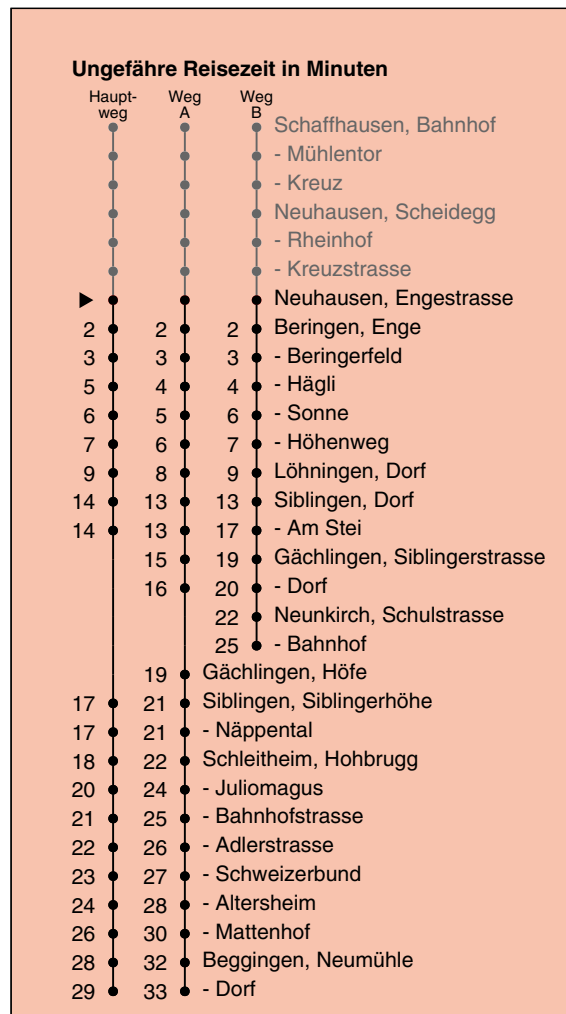 Ungefähre Reisezeit in Minuten
Haupt- Weg Weg
weg A B
Schaffhausen, Bahnhof
- Mühlentor
- Kreuz
Neuhausen, Scheidegg
- Rheinhof
- Kreuzstrasse
Neuhausen, Engestrasse
2 2 2 Beringen, Enge
3 3 3 - Beringerfeld
5 4 4 - Hägli
6 5 6 - Sonne
7 6 7 - Höhenweg
9 8 9 Löhningen, Dorf
14 13 13 Siblingen, Dorf
14 13 17 - Am Stei
15 19 Gächlingen, Siblingerstrasse
16 20 - Dorf
22 Neunkirch, Schulstrasse
25 - Bahnhof
19 Gächlingen, Höfe
17 21 Siblingen, Siblingerhöhe
17 21 - Näppental
18 22 Schleitheim, Hohbrugg
20 24 - Juliomagus
21 25 - Bahnhofstrasse
22 26 - Adlerstrasse
23 27 - Schweizerbund
24 28 - Altersheim
26 30 - Mattenhof
28 32 Beggingen, Neumühle
29 33 - Dorf